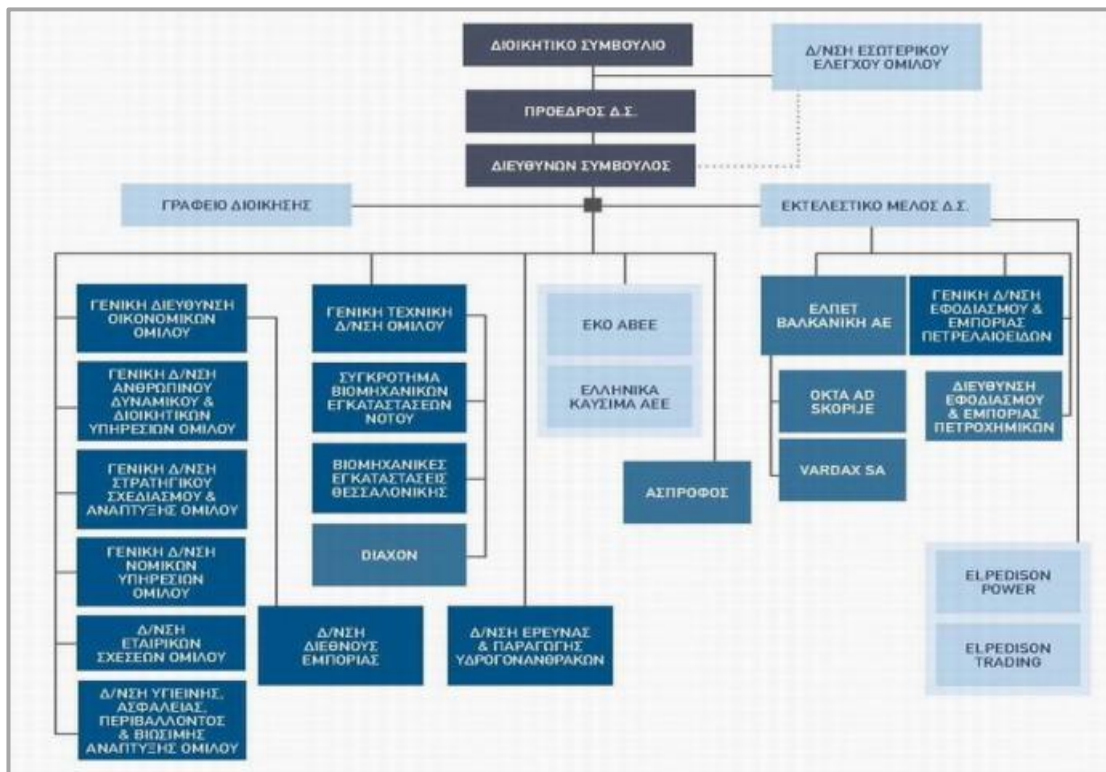 ΔΙΟΙΚΗΤΙΚΟ ΣΥΜΒΟΥΛΙΟ
Δ/ΝΣΗ ΕΣΩΤΕΡΙΚΟΥ
ΕΛΕΓΧΟΥ ΟΜΙΛΟΥ
ΠΡΟΕΔΡΟΣ Δ.Σ.
ΔΙΕΥΘΥΝΩΝ ΣΥΜΒΟΥΛΟΣ
ΓΡΑΦΕΙΟ ΔΙΟΙΚΗΣΗΣ
ΕΚΤΕΛΕΣΤΙΚΟ ΜΕΛΟΣ Δ.Σ.
ΓΕΝΙΚΗ ΔΙΕΥΘΥΝΣΗ
ΟΙΚΟΝΟΜΙΚΩΝ
ΟΜΙΛΟΥ
ΓΕΝΙΚΗ Δ/ΝΣΗ
ΑΝΘΡΩΠΙΝΟΥ
ΔΥΝΑΜΙΚΟΥ &
ΔΙΟΙΚΗΤΙΚΩΝ
ΥΠΗΡΕΣΙΩΝ ΟΜΙΛΟΥ
ΓΕΝΙΚΗ Δ/ΝΣΗ
ΣΤΡΑΤΗΓΙΚΟΥ
ΣΧΕΔΙΑΣΜΟΥ &
ΑΝΑΠΤΥΞΗΣ ΟΜΙΛΟΥ
ΓΕΝΙΚΗ Δ/ΝΣΗ
ΝΟΜΙΚΩΝ
ΥΠΗΡΕΣΙΩΝ
ΟΜΙΛΟΥ
Δ/ΝΣΗ
ΕΤΑΙΡΙΚΩΝ
ΣΧΕΣΕΩΝ ΟΜΙΛΟΥ
Δ/ΝΣΗ ΥΓΙΕΙΝΗΣ,
ΑΣΦΑΛΕΙΑΣ,
ΠΕΡΙΒΑΛΛΟΝΤΟΣ
& ΒΙΩΣΙΜΗΣ
ΑΝΑΠΤΥΞΗΣ ΟΜΙΛΟΥ
Δ/ΝΣΗ
ΔΙΕΘΝΟΥΣ
ΕΜΠΟΡΙΑΣ
ΓΕΝΙΚΗ ΤΕΧΝΙΚΗ
Δ/ΝΣΗ ΟΜΙΛΟΥ
ΣΥΓΚΡΟΤΗΜΑ
ΒΙΟΜΗΧΑΝΙΚΩΝ
ΕΓΚΑΤΑΣΤΑΣΕΩΝ
ΝΟΤΟΥ
ΒΙΟΜΗΧΑΝΙΚΕΣ
ΕΓΚΑΤΑΣΤΑΣΕΙΣ
ΘΕΣΣΑΛΟΝΙΚΗΣ
DIAXON
Δ/ΝΣΗ ΕΡΕΥΝΑΣ
& ΠΑΡΑΓΩΓΗΣ
ΥΔΡΟΓΟΝΑΝΘΡΑΚΩΝ
ΕΚΟ ΑΒΕΕ
ΕΛΛΗΝΙΚΑ
ΚΑΥΣΙΜΑ ΑΕΕ
ΑΣΠΡΟΦΟΣ
ΕΛΠΕΤ
ΒΑΛΚΑΝΙΚΗ ΑΕ
OKTA AD
SKOPIJE
VARDAX SA
ΓΕΝΙΚΗ Δ/ΝΣΗ
ΕΦΟΔΙΑΣΜΟΥ &
ΕΜΠΟΡΙΑΣ
ΠΕΤΡΕΛΑΙΟΕΙΔΩΝ
ΔΙΕΥΘΥΝΣΗ
ΕΦΟΔΙΑΣΜΟΥ
& ΕΜΠΟΡΙΑΣ
ΠΕΤΡΟΧΗΜΙΚΩΝ
ELPEDISON
POWER
ELPEDISON
TRADING